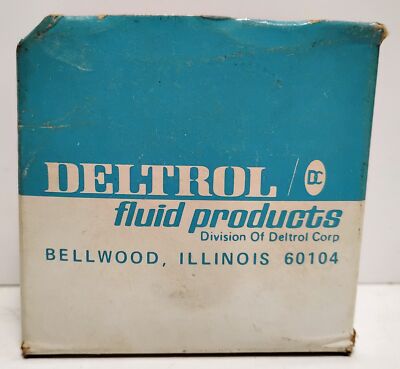 DELTROL / DC
fluid products
Division Of Deltrol Corp
BELLWOOD, ILLINOIS 60104